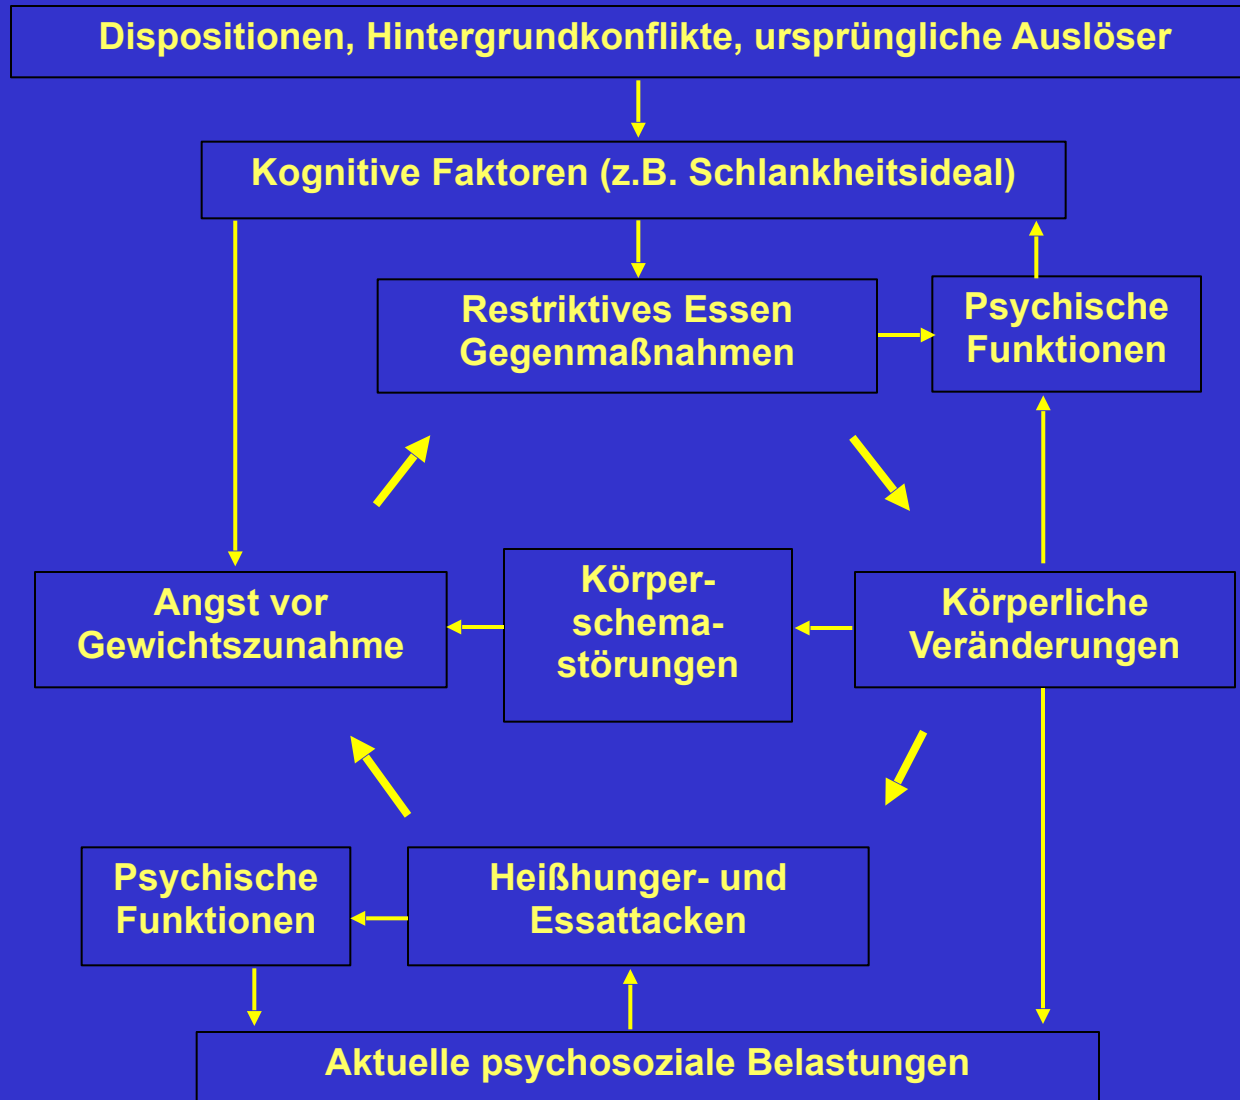 Dispositionen, Hintergrundkonflikte, ursprüngliche Auslöser
Kognitive Faktoren (z.B. Schlankheitsideal)
Restriktives Essen
Gegenmaßnahmen
Psychische
Funktionen
Angst vor
Gewichtszunahme
Körper-
schema-
störungen
Körperliche
Veränderungen
Psychische
Funktionen
Heißhunger- und
Essattacken
Aktuelle psychosoziale Belastungen